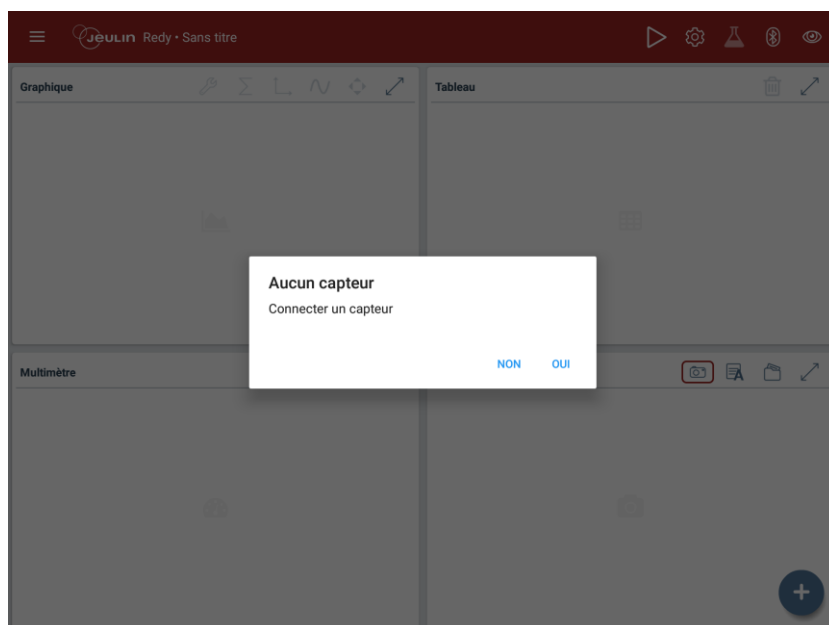 Jeulin Redy • Sans titre
Graphique
Tableau
Aucun capteur
Connecter un capteur
NON OUI
Multimètre